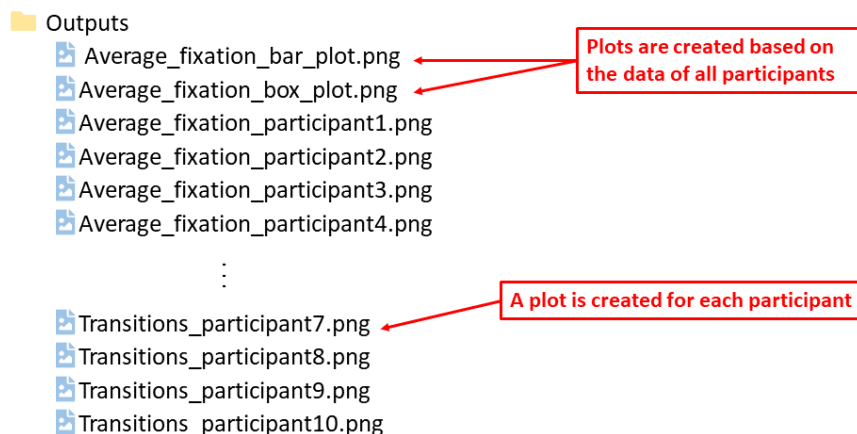 Outputs
Average_fixation_bar_plot.png
Average_fixation_box_plot.png
Plots are created based on
the data of all participants
Average_fixation_participant1.png
Average_fixation_participant2.png
Average_fixation_participant3.png
Average_fixation_participant4.png
⋮
A plot is created for each participant
Transitions_participant7.png
Transitions_participant8.png
Transitions_participant9.png
Transitions_participant10.png